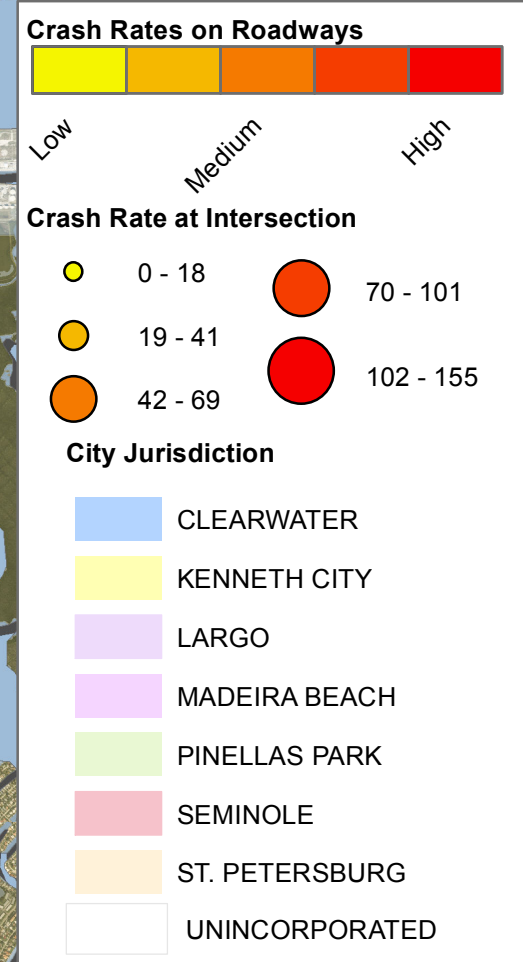 Crash Rates on Roadways
Low
Medium
High
Crash Rate at Intersection
0 - 18
19 - 41
42 - 69
70 - 101
102 - 155
City Jurisdiction
CLEARWATER
KENNETH CITY
LARGO
MADEIRA BEACH
PINELLAS PARK
SEMINOLE
ST. PETERSBURG
UNINCORPORATED